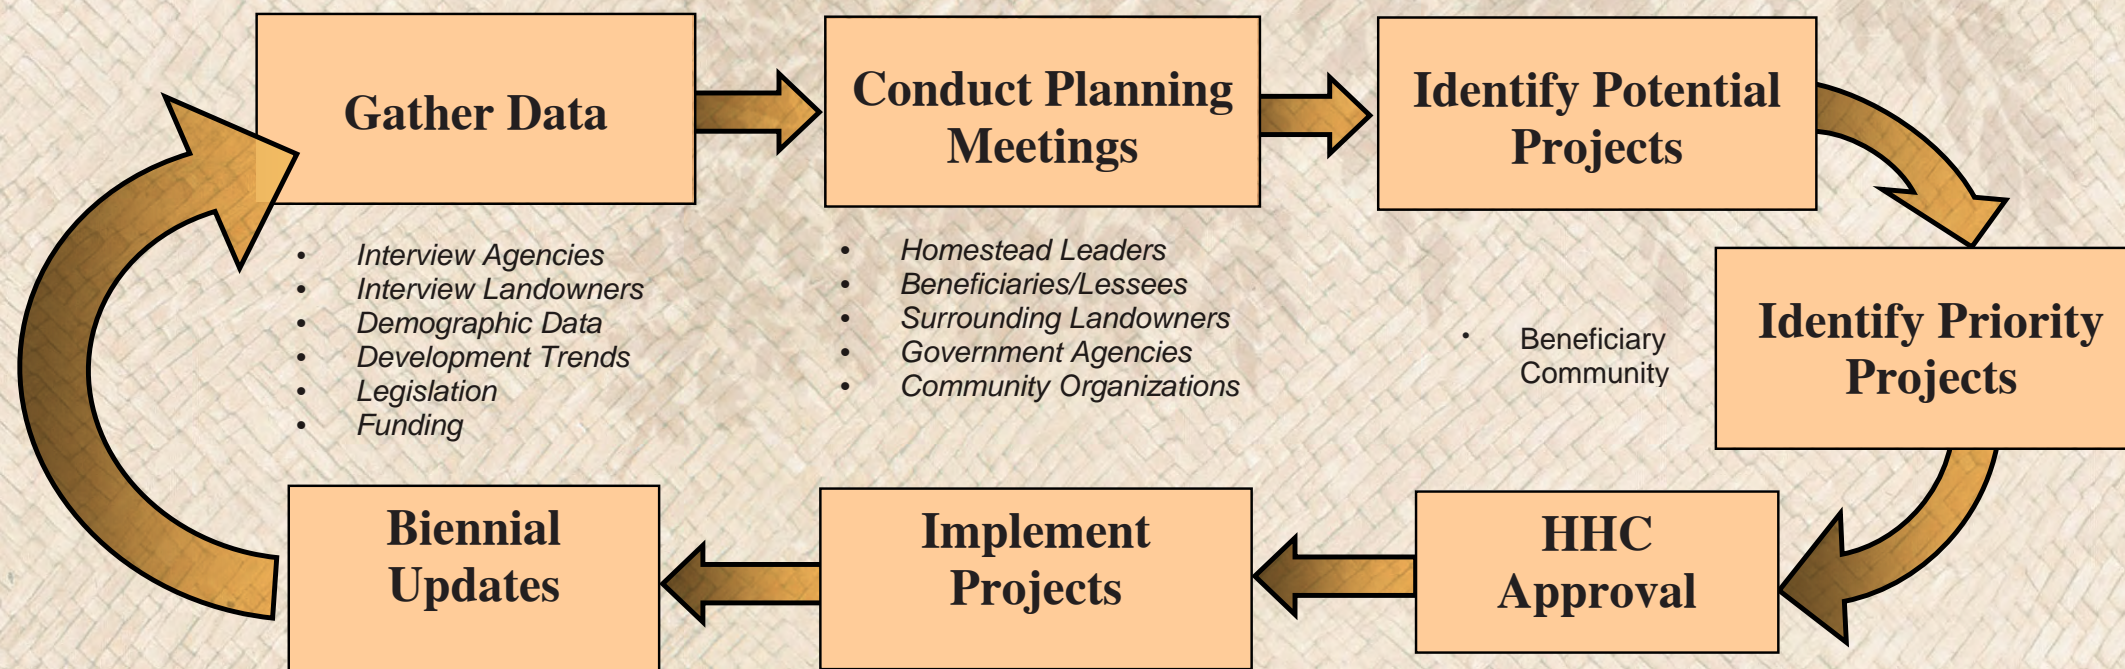 Gather Data
Conduct Planning
Meetings
Identify Potential
Projects
• Interview Agencies
• Interview Landowners
• Demographic Data
• Development Trends
• Legislation
• Funding
• Homestead Leaders
• Beneficiaries/Lessees
• Surrounding Landowners
• Government Agencies
• Community Organizations
• Beneficiary
Community
Identify Priority
Projects
HHC
Approval
Implement
Projects
Biennial
Updates